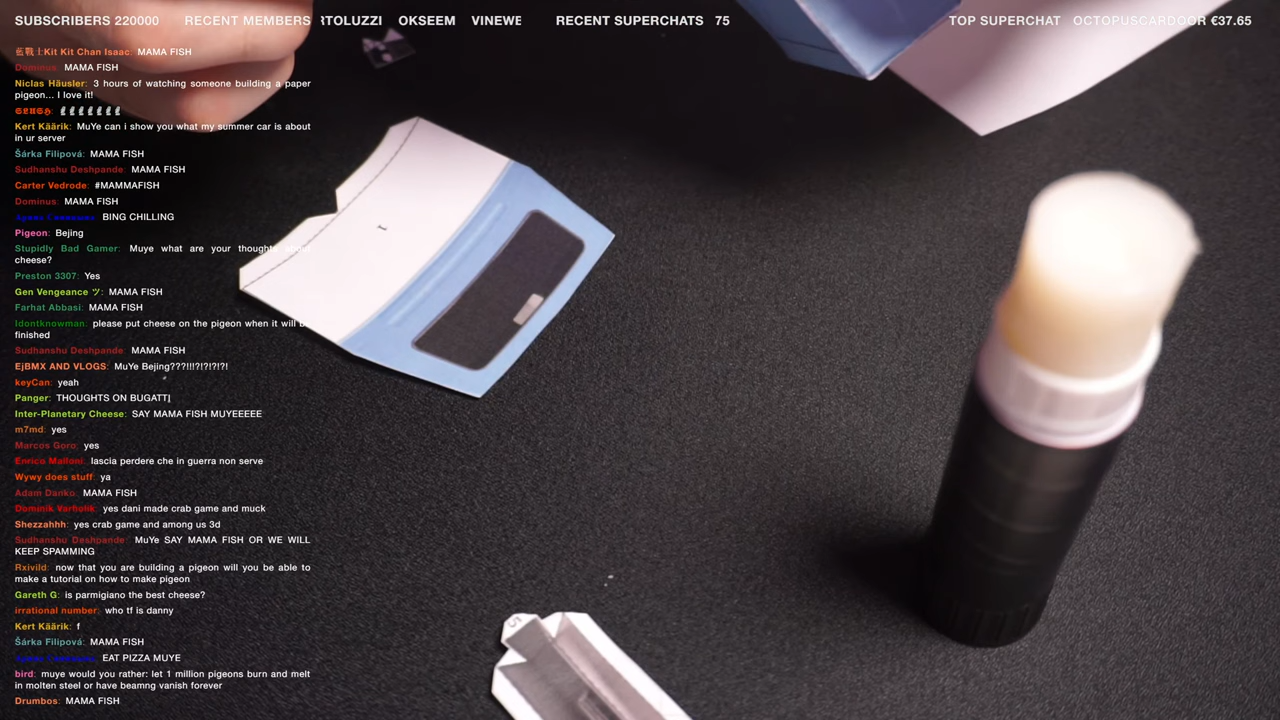 SUBSCRIBERS 220000 RECENT MEMBERS RTOLUZZI OKSEEM VINEWE RECENT SUPERCHATS 75 TOP SUPERCHAT OCTOPUSCARDOOR €37.65
Kit Kit Chan Isaac: MAMA FISH
Dominus: MAMA FISH
Niclas Häusler: 3 hours of watching someone building a paper
pigeon... I love it!
Kert Käärik: MuYe can i show you what my summer car is about
in ur server
Šárka Filipová: MAMA FISH
Sudhanshu Deshpande: MAMA FISH
Carter Vedrode: #MAMMAFISH
Dominus: MAMA FISH
BING CHILLING
Pigeon: Bejing
Stupidly Bad Gamer: Muye what are your thoughts about
cheese?
Preston 3307: Yes
Gen Vengeance ツ: MAMA FISH
Farhat Abbasi: MAMA FISH
Idontknowman: please put cheese on the pigeon when it will be
finished
Sudhanshu Deshpande: MAMA FISH
EjBMX AND VLOGS: MuYe Bejing???!!!?!?!?!?!
keyCan: yeah
Panger: THOUGHTS ON BUGATT|
Inter-Planetary Cheese: SAY MAMA FISH MUYEEEEE
m7md: yes
Marcos Goro: yes
Enrico Malloni: lascia perdere che in guerra non serve
Wywy does stuff: ya
Adam Danko: MAMA FISH
Dominik Varholik: yes dani made crab game and muck
Shezzahhh: yes crab game and among us 3d
Sudhanshu Deshpande: MuYe SAY MAMA FISH OR WE WILL
KEEP SPAMMING
Rxivild: now that you are building a pigeon will you be able to
make a tutorial on how to make pigeon
Gareth G: is parmigiano the best cheese?
irrational number: who tf is danny
Kert Käärik: f
Šárka Filipová: MAMA FISH
EAT PIZZA MUYE
bird: muye would you rather: let 1 million pigeons burn and melt
in molten steel or have beamng vanish forever
Drumbos: MAMA FISH
1
5